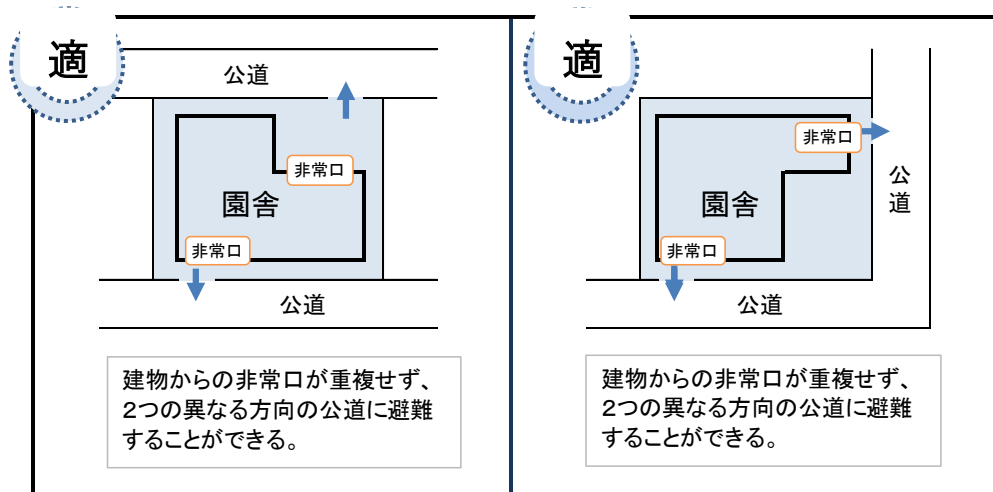 適
公道
非常口
園舎
非常口
公道
建物からの非常口が重複せず、
2つの異なる方向の公道に避難
することができる。
適
非常口
公道
園舎
非常口
公道
建物からの非常口が重複せず、
2つの異なる方向の公道に避難
することができる。